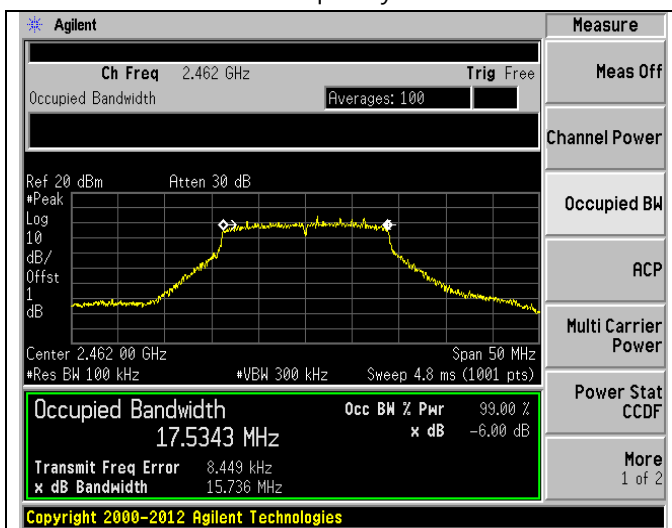 Agilent
Measure
Ch Freq 2.462 GHz Trig Free
Occupied Bandwidth Averages: 100
Meas Off
Channel Power
Occupied BW
ACP
Multi Carrier
Power
Power Stat
CCDF
More
1 of 2
Ref 20 dBm Atten 30 dB
#Peak
Log
10
dB/
Offst
1
dB
Center 2.462 00 GHz Span 50 MHz
#Res BW 100 kHz #VBW 300 kHz Sweep 4.8 ms (1001 pts)
Occupied Bandwidth Occ BW % Pwr 99.00 %
17.5343 MHz x dB -6.00 dB
Transmit Freq Error 8.449 kHz
x dB Bandwidth 15.736 MHz
Copyright 2000-2012 Agilent Technologies